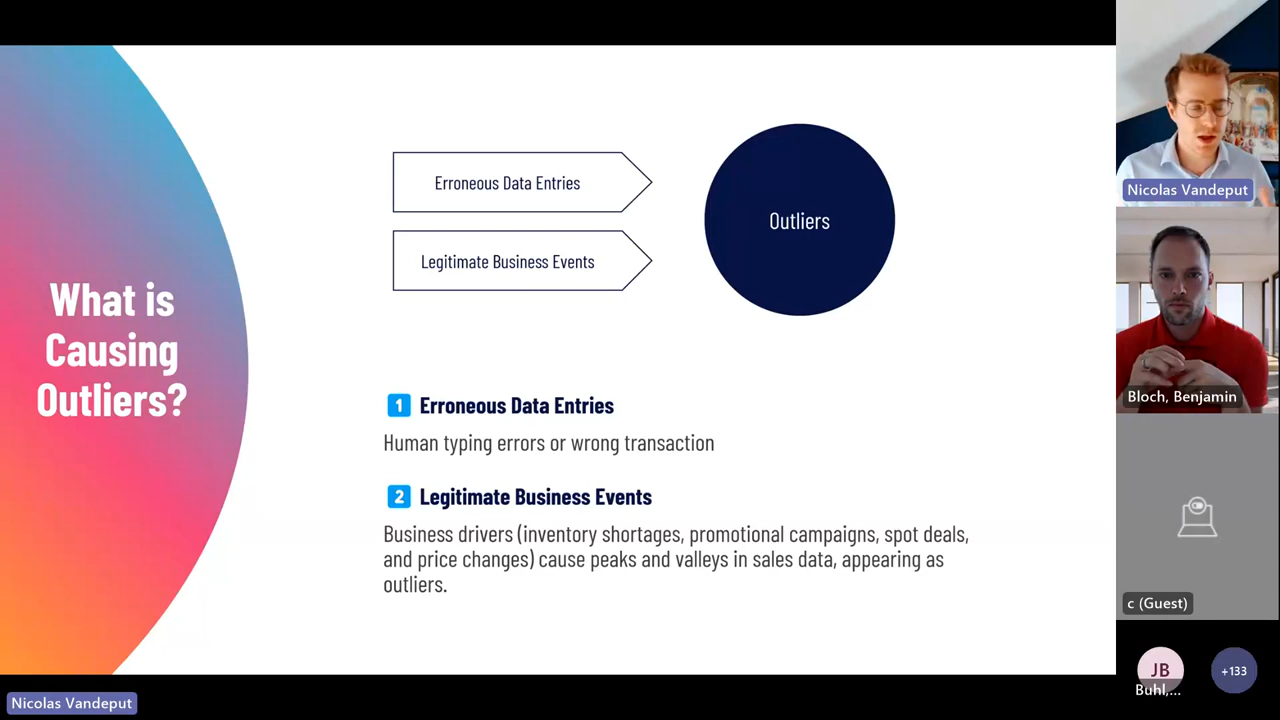 What is
Causing
Outliers?
Erroneous Data Entries
Legitimate Business Events
Outliers
1 Erroneous Data Entries
Human typing errors or wrong transaction
2 Legitimate Business Events
Business drivers (inventory shortages, promotional campaigns, spot deals,
and price changes) cause peaks and valleys in sales data, appearing as
outliers.
Nicolas Vandeput
Nicolas Vandeput
Bloch, Benjamin
c (Guest)
JB
Buhl,...
+133